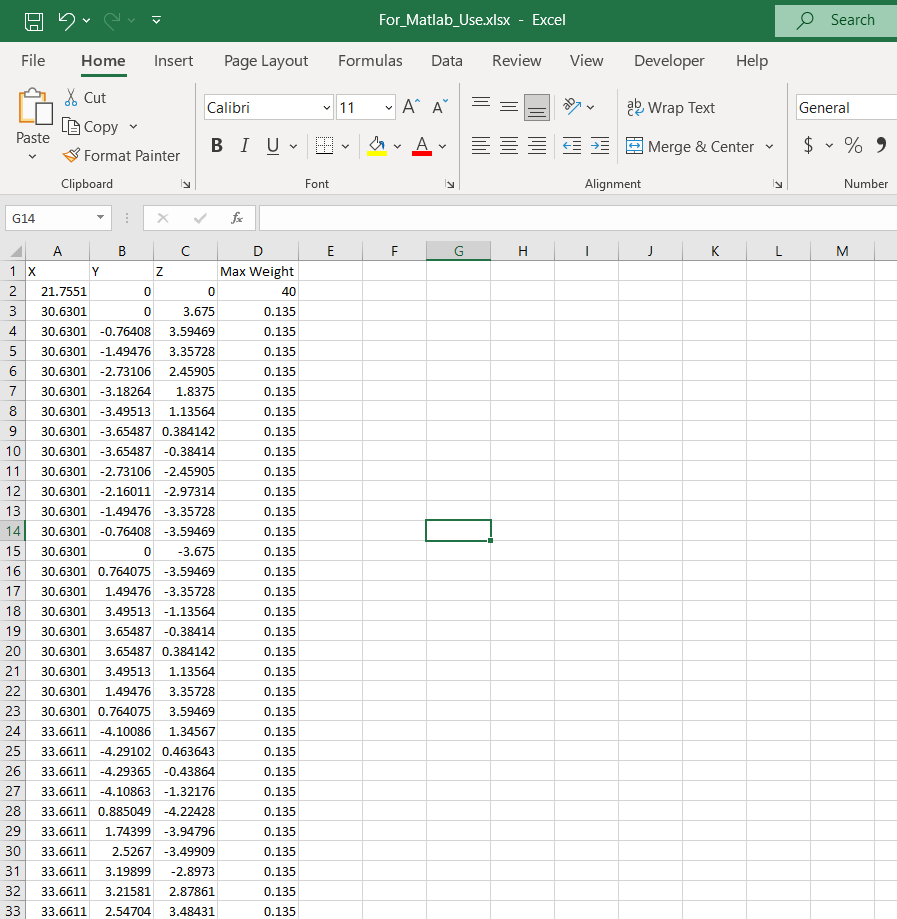 For_Matlab_Use.xlsx - Excel
Search
File Home Insert Page Layout Formulas Data Review View Developer Help
Paste
Cut
Copy
Format Painter
Clipboard
Calibri 11
B I U A
Font
Wrap Text
Merge & Center
Alignment
General
$ % 9
Number
G14 fx
A B C D E F G H I J K L M
1 X Y Z Max Weight
2 21.7551 0 0 40
3 30.6301 0 3.675 0.135
4 30.6301 -0.76408 3.59469 0.135
5 30.6301 -1.49476 3.35728 0.135
6 30.6301 -2.73106 2.45905 0.135
7 30.6301 -3.18264 1.8375 0.135
8 30.6301 -3.49513 1.13564 0.135
9 30.6301 -3.65487 0.384142 0.135
10 30.6301 -3.65487 -0.38414 0.135
11 30.6301 -2.73106 -2.45905 0.135
12 30.6301 -2.16011 -2.97314 0.135
13 30.6301 -1.49476 -3.35728 0.135
14 30.6301 -0.76408 -3.59469 0.135
15 30.6301 0 -3.675 0.135
16 30.6301 0.764075 -3.59469 0.135
17 30.6301 1.49476 -3.35728 0.135
18 30.6301 3.49513 -1.13564 0.135
19 30.6301 3.65487 -0.38414 0.135
20 30.6301 3.65487 0.384142 0.135
21 30.6301 3.49513 1.13564 0.135
22 30.6301 1.49476 3.35728 0.135
23 30.6301 0.764075 3.59469 0.135
24 33.6611 -4.10086 1.34567 0.135
25 33.6611 -4.29102 0.463643 0.135
26 33.6611 -4.29365 -0.43864 0.135
27 33.6611 -4.10863 -1.32176 0.135
28 33.6611 0.885049 -4.22428 0.135
29 33.6611 1.74399 -3.94796 0.135
30 33.6611 2.5267 -3.49909 0.135
31 33.6611 3.19899 -2.8973 0.135
32 33.6611 3.21581 2.87861 0.135
33 33.6611 2.54704 3.48431 0.135